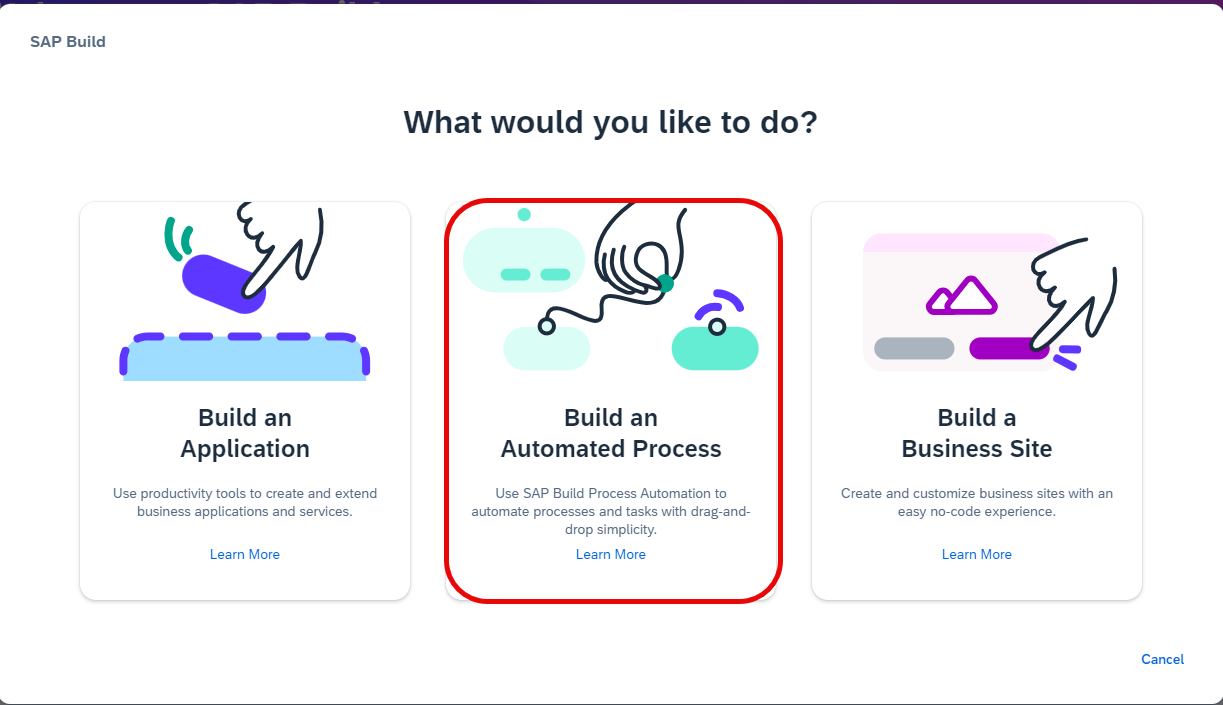 SAP Build
What would you like to do?
Build an
Application
Use productivity tools to create and extend
business applications and services.
Learn More
Build an
Automated Process
Use SAP Build Process Automation to
automate processes and tasks with drag-and-
drop simplicity.
Learn More
Build a
Business Site
Create and customize business sites with an
easy no-code experience.
Learn More
Cancel